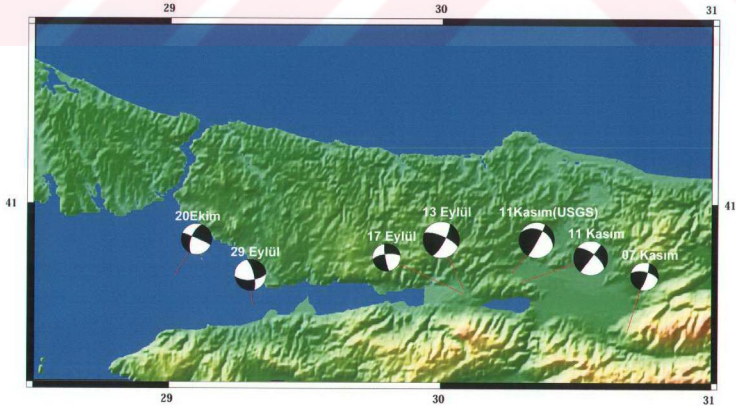 29 30 31
41 41
20Ekim
29 Eylül
17 Eylül
13 Eylül
11Kasım(USGS)
11 Kasım
07 Kasım
29 30 31